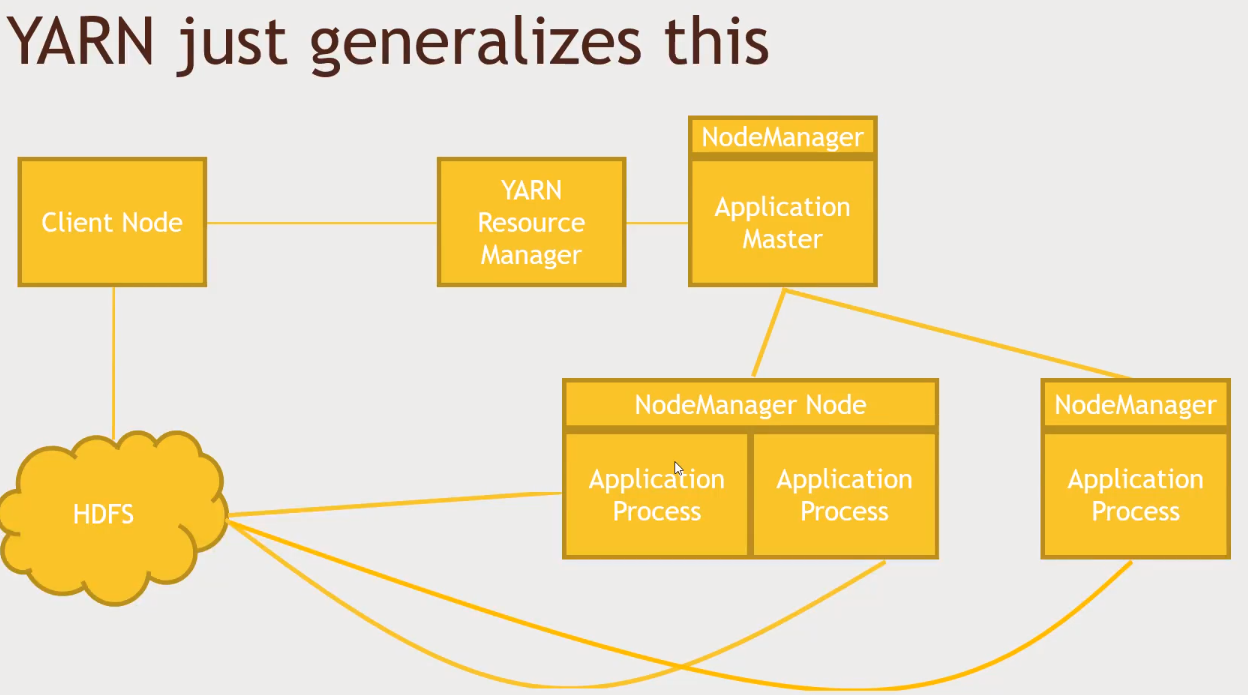 YARN just generalizes this
NodeManager
Client Node
YARN
Resource
Manager
Application
Master
NodeManager Node
NodeManager
Application
Process
Application
Process
Application
Process
HDFS